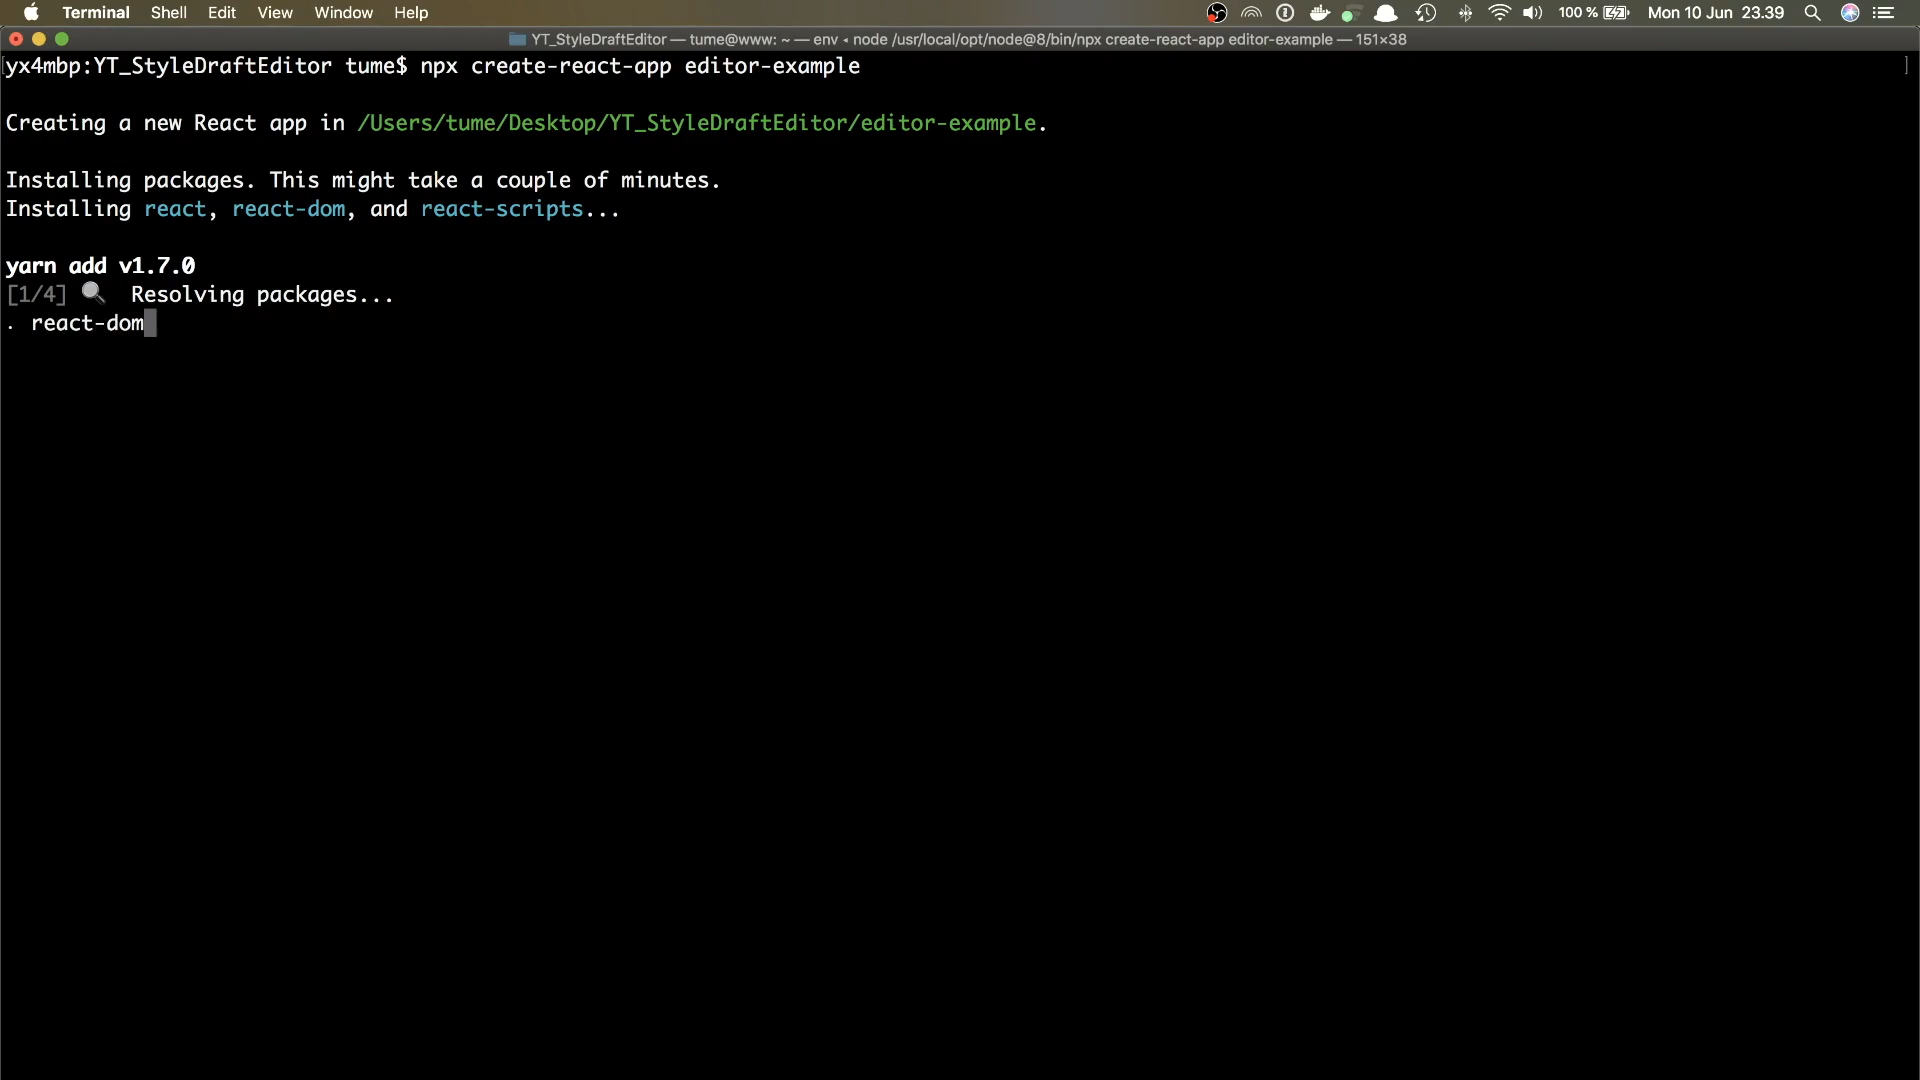 Terminal Shell Edit View Window Help 100 % Mon 10 Jun 23.39
YT_StyleDraftEditor — tume@www: ~ — env ◂ node /usr/local/opt/node@8/bin/npx create-react-app editor-example — 151×38
[yx4mbp:YT_StyleDraftEditor tume$ npx create-react-app editor-example ]
Creating a new React app in /Users/tume/Desktop/YT_StyleDraftEditor/editor-example.
Installing packages. This might take a couple of minutes.
Installing react, react-dom, and react-scripts...
yarn add v1.7.0
[1/4] 🔍 Resolving packages...
. react-dom